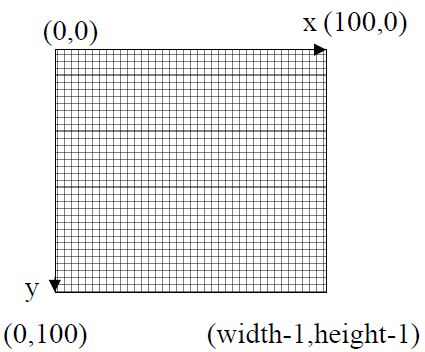 (0,0)
x (100,0)
y
(0,100)
(width-1,height-1)